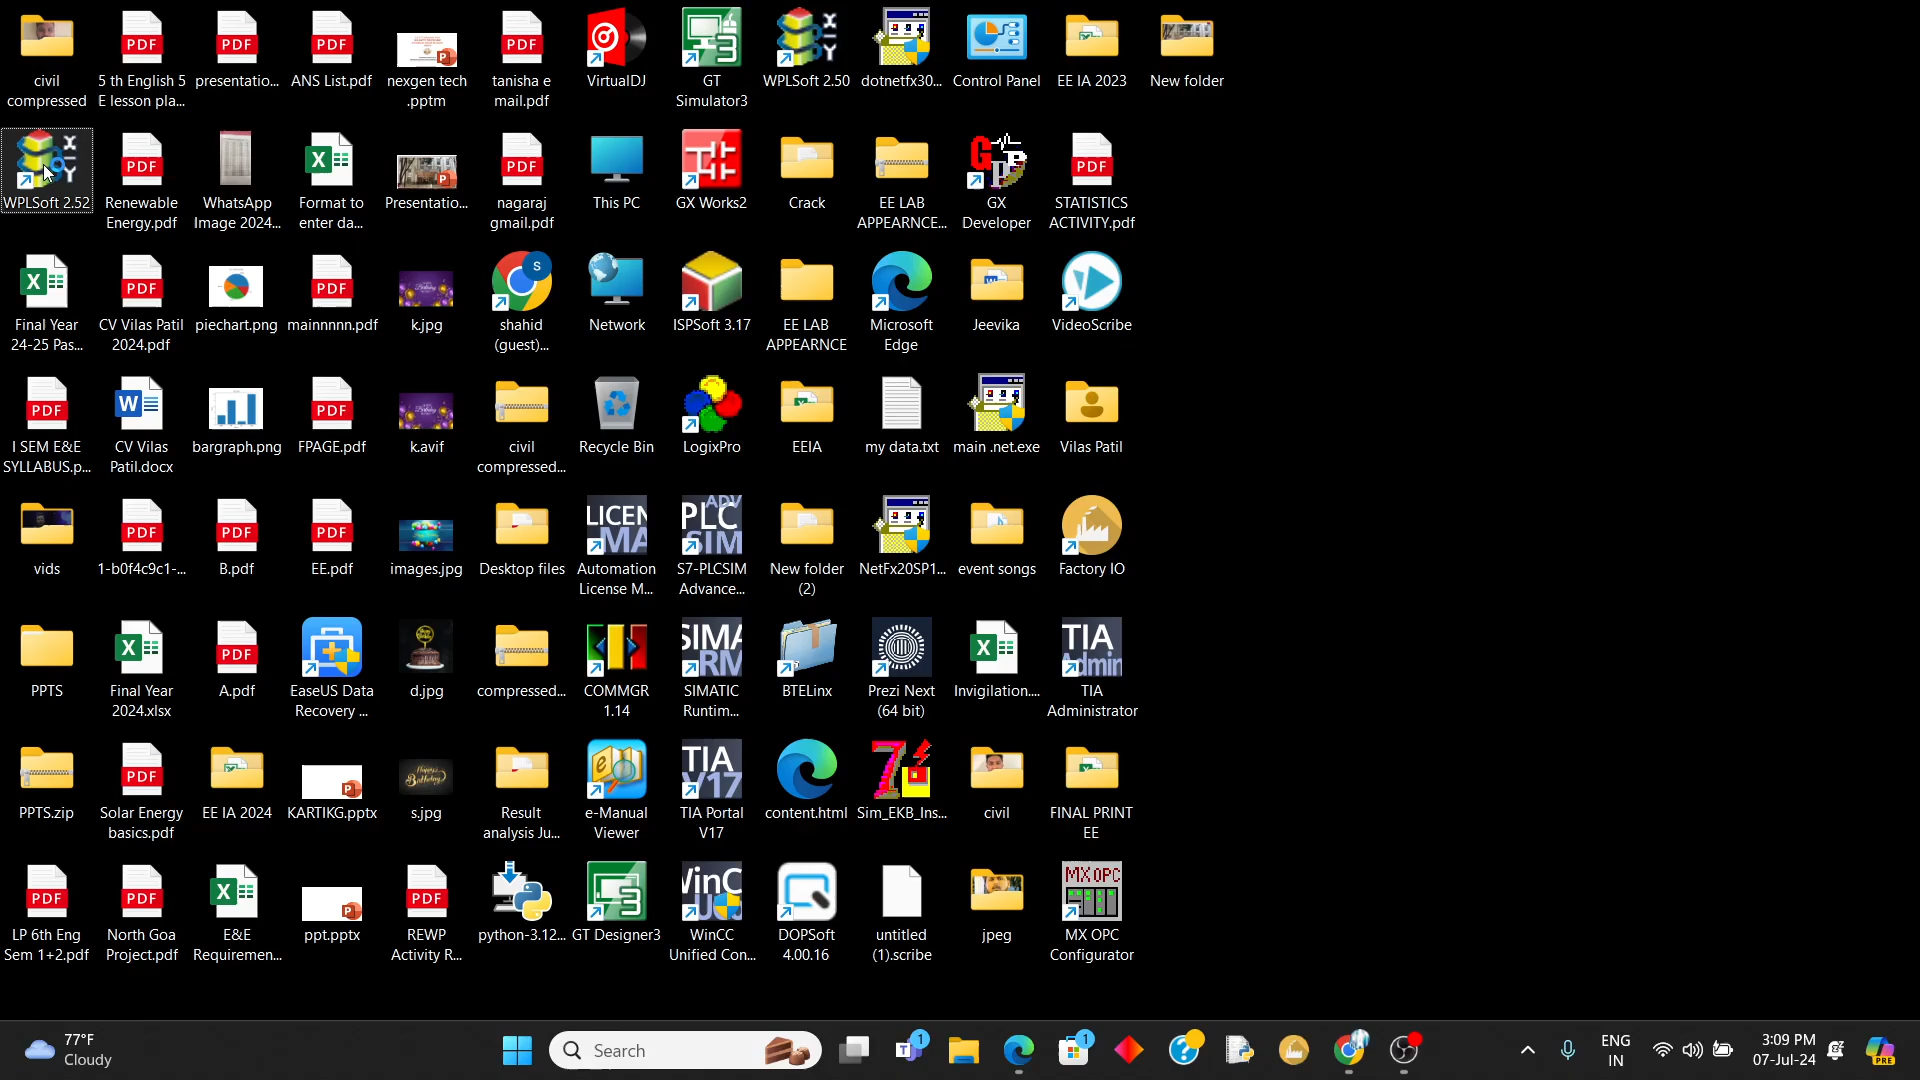 civil
compressed
5 th English 5
E lesson pla...
presentatio...
ANS List.pdf
nexgen tech
.pptm
tanisha e
mail.pdf
VirtualDJ
GT
Simulator3
WPLSoft 2.50
dotnetfx30...
Control Panel
EE IA 2023
New folder
WPLSoft 2.52
Renewable
Energy.pdf
WhatsApp
Image 2024...
Format to
enter da...
Presentatio...
nagaraj
gmail.pdf
This PC
GX Works2
Crack
EE LAB
APPEARNCE...
GX
Developer
STATISTICS
ACTIVITY.pdf
Final Year
24-25 Pas...
CV Vilas Patil
2024.pdf
piechart.png
mainnnnn.pdf
k.jpg
shahid
(guest)...
Network
ISPSoft 3.17
EE LAB
APPEARNCE
Microsoft
Edge
Jeevika
VideoScribe
I SEM E&E
SYLLABUS.p...
CV Vilas
Patil.docx
bargraph.png
FPAGE.pdf
k.avif
civil
compressed...
Recycle Bin
LogixPro
EEIA
my data.txt
main .net.exe
Vilas Patil
vids
1-b0f4c9c1-...
B.pdf
EE.pdf
images.jpg
Desktop files
Automation
License M...
S7-PLCSIM
Advance...
New folder
(2)
NetFx20SP1...
event songs
Factory IO
PPTS
Final Year
2024.xlsx
A.pdf
EaseUS Data
Recovery ...
d.jpg
compressed...
COMMGR
1.14
SIMATIC
Runtim...
BTELinx
Prezi Next
(64 bit)
Invigilation....
TIA
Administrator
PPTS.zip
Solar Energy
basics.pdf
EE IA 2024
KARTIKG.pptx
s.jpg
Result
analysis Ju...
e-Manual
Viewer
TIA Portal
V17
content.html
Sim_EKB_Ins...
civil
FINAL PRINT
EE
LP 6th Eng
Sem 1+2.pdf
North Goa
Project.pdf
E&E
Requiremen...
ppt.pptx
REWP
Activity R...
python-3.12...
GT Designer3
WinCC
Unified Con...
DOPSoft
4.00.16
untitled
(1).scribe
jpeg
MX OPC
Configurator
77°F
Cloudy
Search
ENG
IN
3:09 PM
07-Jul-24